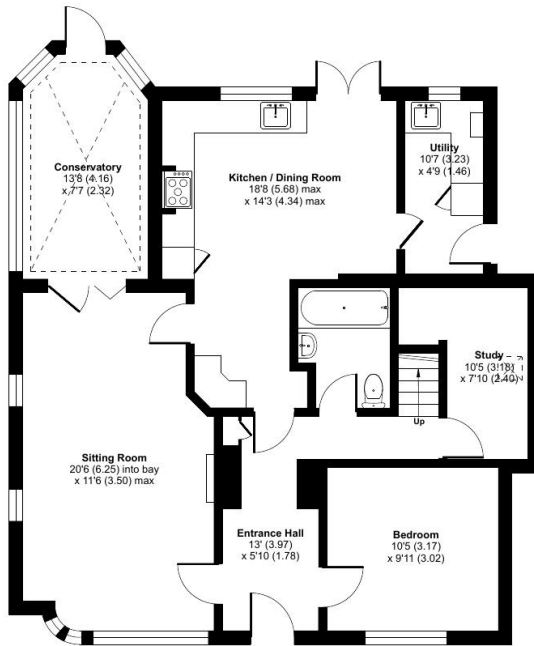 Conservatory
13'8 (4.16)
x 7'7 (2.32)
Kitchen / Dining Room
18'8 (5.68) max
x 14'3 (4.34) max
Utility
10'7 (3.23)
x 4'9 (1.46)
Study
10'5 (3.18)
x 7'10 (2.40)
Up
Sitting Room
20'6 (6.25) into bay
x 11'6 (3.50) max
Entrance Hall
13' (3.97)
x 5'10 (1.78)
Bedroom
10'5 (3.17)
x 9'11 (3.02)